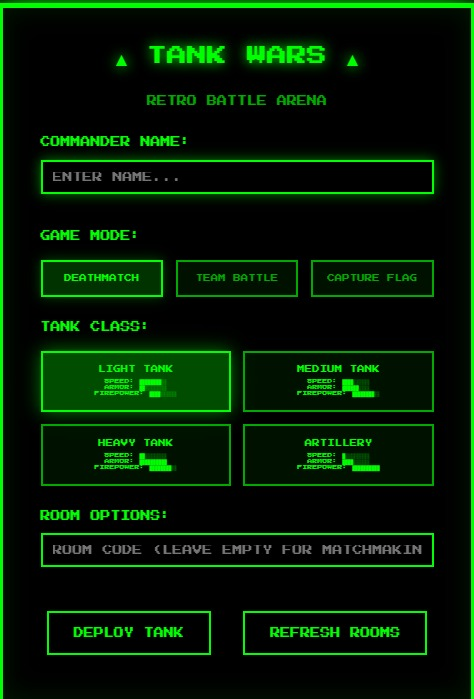 ▲ TANK WARS ▲
RETRO BATTLE ARENA
COMMANDER NAME:
ENTER NAME...
GAME MODE:
DEATHMATCH TEAM BATTLE CAPTURE FLAG
TANK CLASS:
LIGHT TANK
SPEED:
ARMOR:
FIREPOWER:
MEDIUM TANK
SPEED:
ARMOR:
FIREPOWER:
HEAVY TANK
SPEED:
ARMOR:
FIREPOWER:
ARTILLERY
SPEED:
ARMOR:
FIREPOWER:
ROOM OPTIONS:
ROOM CODE (LEAVE EMPTY FOR MATCHMAKIN
DEPLOY TANK REFRESH ROOMS